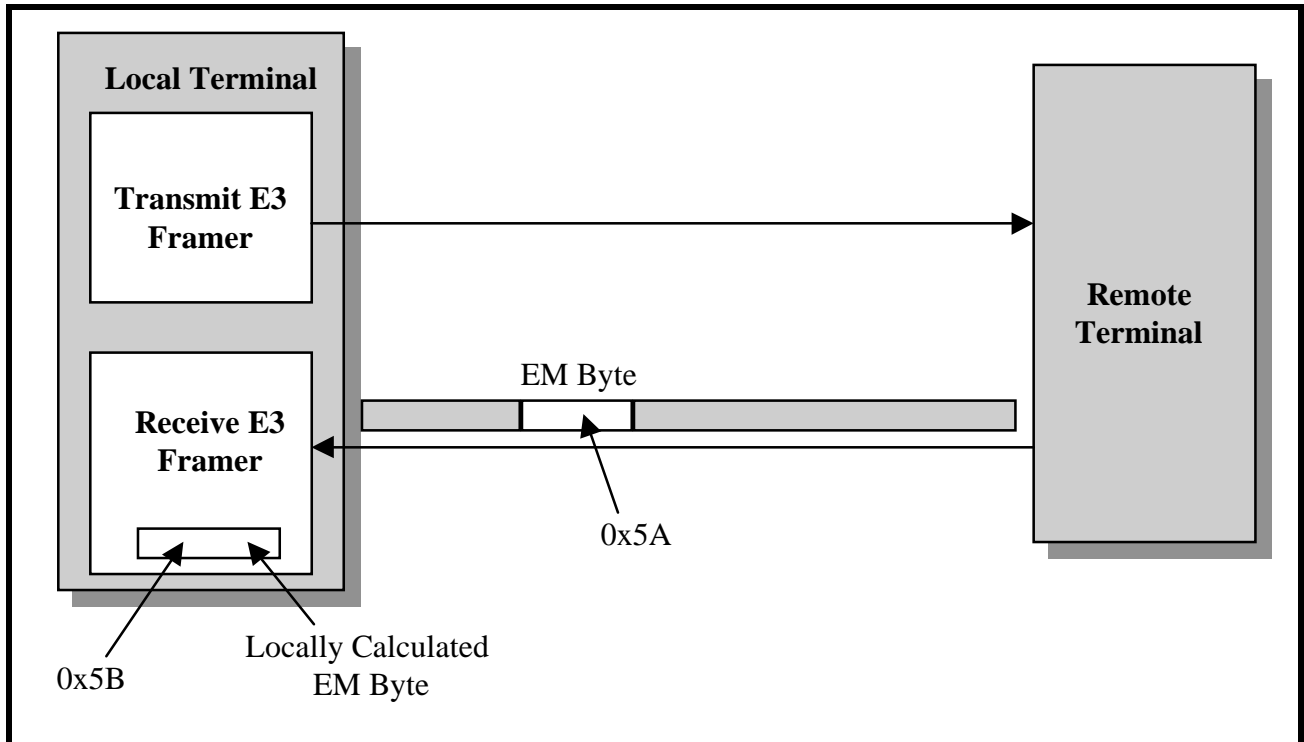 Local Terminal
Transmit E3
Framer
Remote
Terminal
EM Byte
Receive E3
Framer
0x5A
Locally Calculated
EM Byte
0x5B